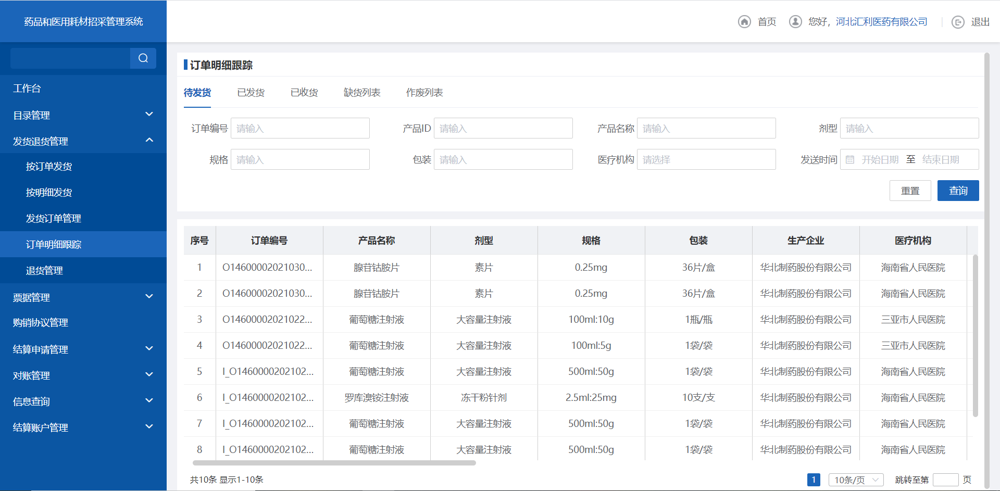 药品和医用耗材招采管理系统
首页
您好，河北汇利医药有限公司
退出
工作台
目录管理
发货退货管理
按订单发货
按明细发货
发货订单管理
订单明细跟踪
退货管理
票据管理
购销协议管理
结算申请管理
对账管理
信息查询
结算账户管理
订单明细跟踪
待发货 已发货 已收货 缺货列表 作废列表
订单编号 请输入 产品ID 请输入 产品名称 请输入 剂型 请输入
规格 请输入 包装 请输入 医疗机构 请选择 发送时间 开始日期 至 结束日期
重置 查询
序号 订单编号 产品名称 剂型 规格 包装 生产企业 医疗机构
1 O14600002021030... 腺苷钴胺片 素片 0.25mg 36片/盒 华北制药股份有限公司 海南省人民医院
2 O14600002021030... 腺苷钴胺片 素片 0.25mg 36片/盒 华北制药股份有限公司 海南省人民医院
3 O14600002021022... 葡萄糖注射液 大容量注射液 100ml:10g 1瓶/瓶 华北制药股份有限公司 三亚市人民医院
4 O14600002021022... 葡萄糖注射液 大容量注射液 100ml:5g 1袋/袋 华北制药股份有限公司 三亚市人民医院
5 I_O1460000202102... 葡萄糖注射液 大容量注射液 500ml:50g 1袋/袋 华北制药股份有限公司 海南省人民医院
6 I_O1460000202102... 罗库溴铵注射液 冻干粉针剂 2.5ml:25mg 10支/支 华北制药股份有限公司 海南省人民医院
7 I_O1460000202102... 葡萄糖注射液 大容量注射液 500ml:50g 1袋/袋 华北制药股份有限公司 海南省人民医院
8 I_O1460000202102... 葡萄糖注射液 大容量注射液 500ml:50g 1袋/袋 华北制药股份有限公司 海南省人民医院
共10条 显示1-10条 1 10条/页 跳转至第 页